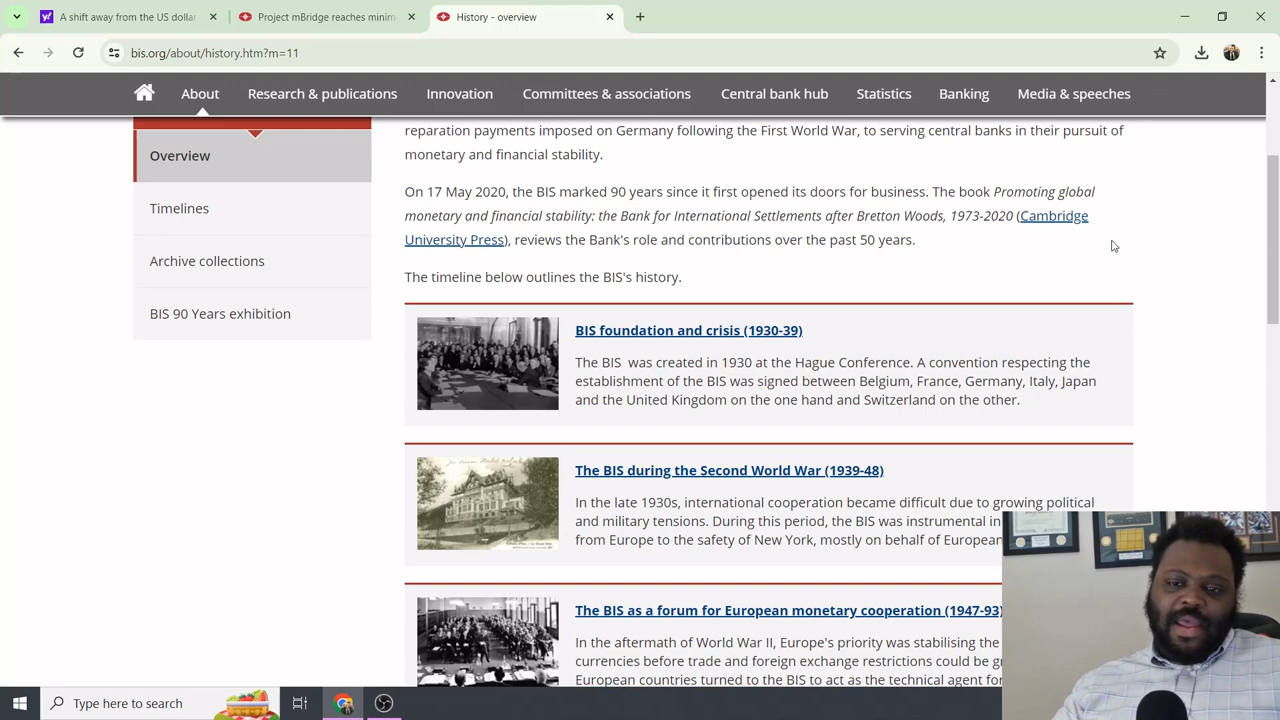 A shift away from the US dollar
Project mBridge reaches minim
History - overview
bis.org/about/history.htm?m=11
About
Research & publications
Innovation
Committees & associations
Central bank hub
Statistics
Banking
Media & speeches
Overview
Timelines
Archive collections
BIS 90 Years exhibition
reparation payments imposed on Germany following the First World War, to serving central banks in their pursuit of
monetary and financial stability.
On 17 May 2020, the BIS marked 90 years since it first opened its doors for business. The book Promoting global
monetary and financial stability: the Bank for International Settlements after Bretton Woods, 1973-2020 (Cambridge
University Press), reviews the Bank's role and contributions over the past 50 years.
The timeline below outlines the BIS's history.
BIS foundation and crisis (1930-39)
The BIS was created in 1930 at the Hague Conference. A convention respecting the
establishment of the BIS was signed between Belgium, France, Germany, Italy, Japan
and the United Kingdom on the one hand and Switzerland on the other.
The BIS during the Second World War (1939-48)
In the late 1930s, international cooperation became difficult due to growing political
and military tensions. During this period, the BIS was instrumental in
from Europe to the safety of New York, mostly on behalf of European
The BIS as a forum for European monetary cooperation (1947-93)
In the aftermath of World War II, Europe's priority was stabilising the
currencies before trade and foreign exchange restrictions could be
European countries turned to the BIS to act as the technical agent for
Type here to search